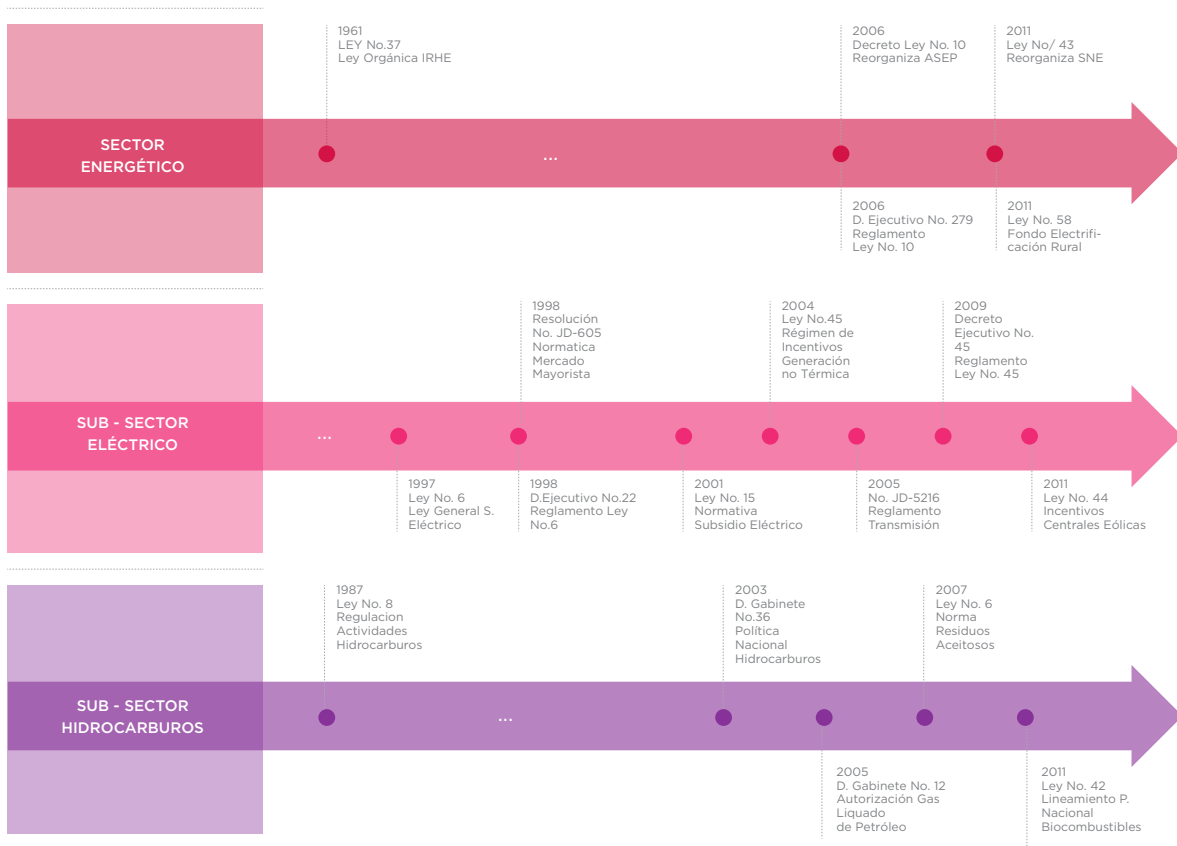 1961
LEY No.37
Ley Orgánica IRHE
2006
Decreto Ley No. 10
Reorganiza ASEP
2011
Ley No/ 43
Reorganiza SNE
SECTOR
ENERGÉTICO
...
2006
D. Ejecutivo No. 279
Reglamento
Ley No. 10
2011
Ley No. 58
Fondo Electrifi-
cación Rural
1998
Resolución
No. JD-605
Normatica
Mercado
Mayorista
2004
Ley No.45
Régimen de
Incentivos
Generación
no Térmica
2009
Decreto
Ejecutivo No.
45
Reglamento
Ley No. 45
SUB - SECTOR
ELÉCTRICO
...
1997
Ley No. 6
Ley General S.
Eléctrico
1998
D.Ejecutivo No.22
Reglamento Ley
No.6
2001
Ley No. 15
Normativa
Subsidio Eléctrico
2005
No. JD-5216
Reglamento
Transmisión
2011
Ley No. 44
Incentivos
Centrales Eólicas
1987
Ley No. 8
Regulacion
Actividades
Hidrocarburos
2003
D. Gabinete
No.36
Política
Nacional
Hidrocarburos
2007
Ley No. 6
Norma
Residuos
Aceitosos
SUB - SECTOR
HIDROCARBUROS
...
2005
D. Gabinete No. 12
Autorización Gas
Liquado
de Petróleo
2011
Ley No. 42
Lineamiento P.
Nacional
Biocombustibles